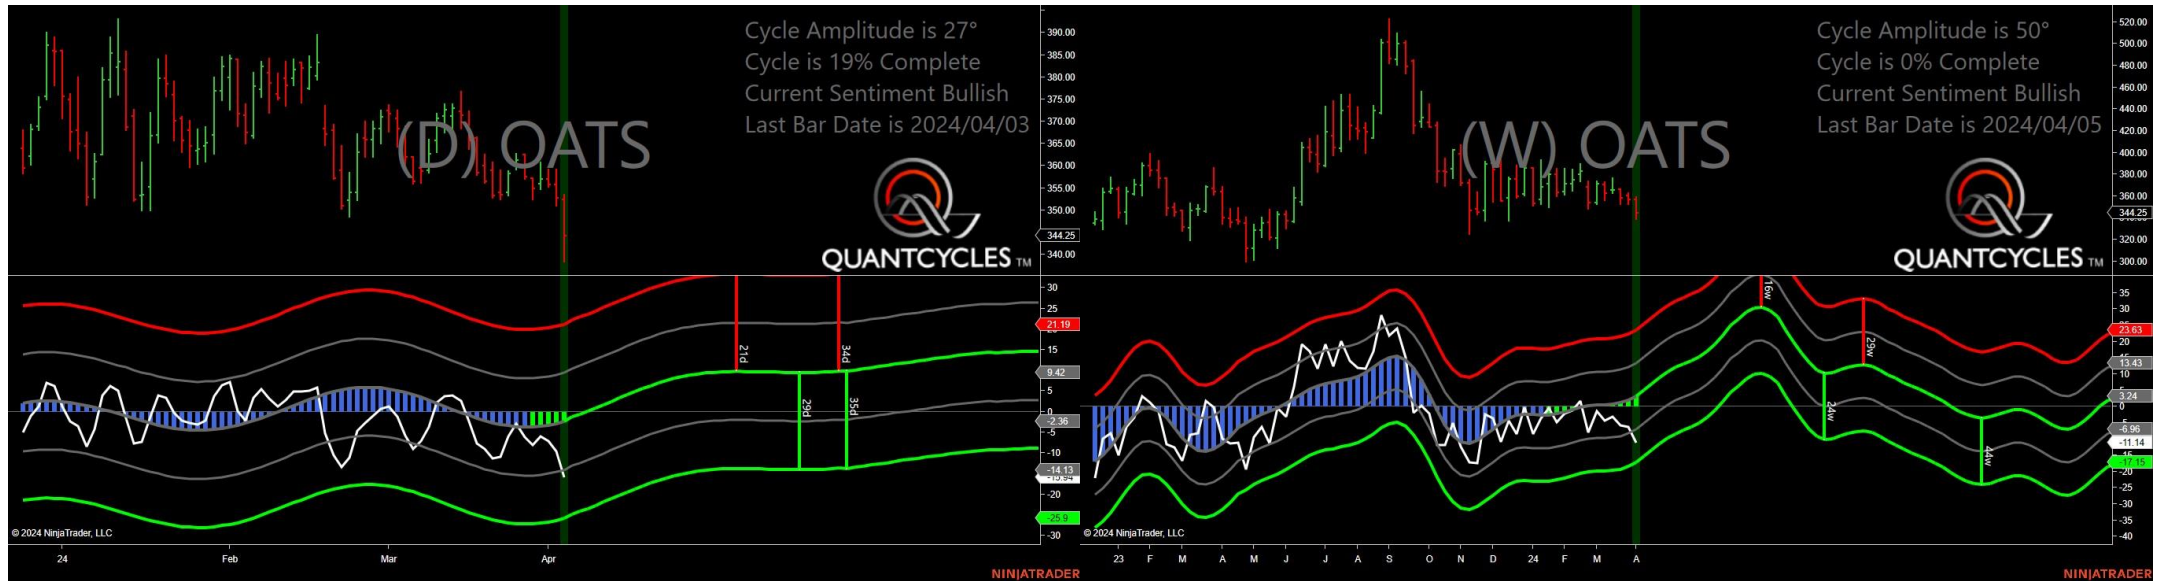 Cycle Amplitude is 27°
Cycle is 19% Complete
Current Sentiment Bullish
Last Bar Date is 2024/04/03
(D) OATS
QUANTCYCLES TM
390.00
385.00
380.00
375.00
370.00
365.00
360.00
355.00
350.00
344.25
340.00
30
21.19
15
9.42
5
0
-2.36
-5
-10
-14.13
-15.94
-20
-25.9
-30
21d
34d
29d
35d
© 2024 NinjaTrader, LLC
24
Feb
Mar
Apr
NINJATRADER
Cycle Amplitude is 50°
Cycle is 0% Complete
Current Sentiment Bullish
Last Bar Date is 2024/04/05
(W) OATS
QUANTCYCLES TM
520.00
500.00
480.00
460.00
440.00
420.00
400.00
380.00
360.00
344.25
320.00
300.00
35
30
23.63
20
13.43
10
3.24
0
-6.96
-11.14
-17.15
-20
-25
-30
-35
-40
16w
29w
24w
44w
© 2024 NinjaTrader, LLC
23
F
M
A
M
J
J
A
S
O
N
D
24
F
M
A
NINJATRADER